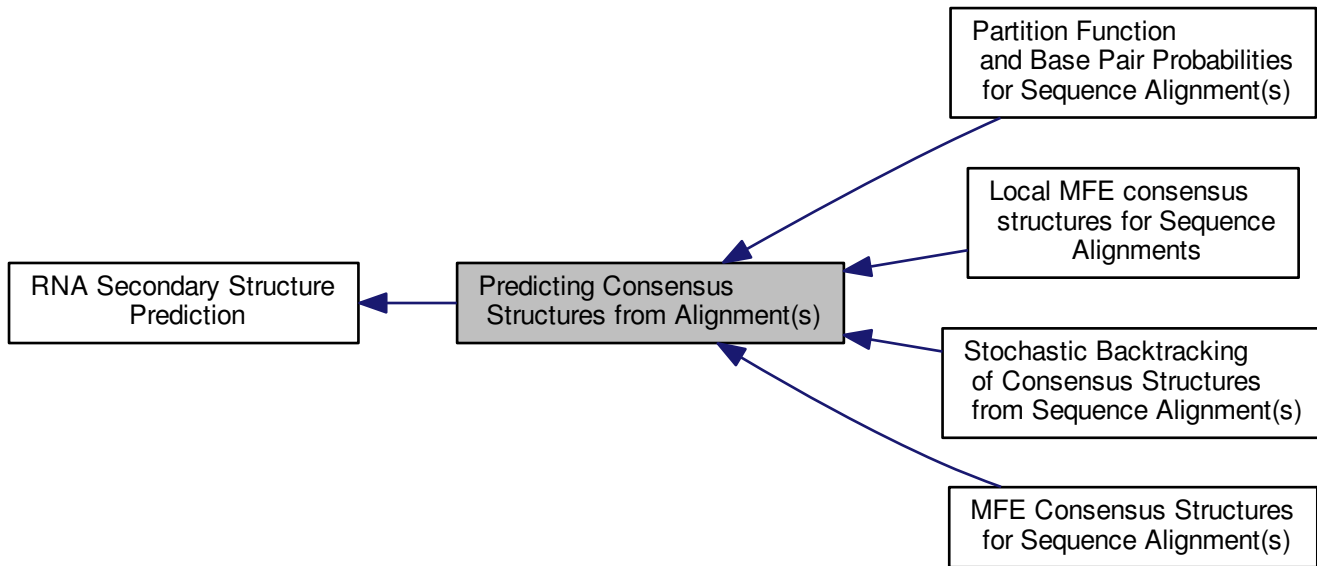 RNA Secondary Structure
Prediction
Predicting Consensus
Structures from Alignment(s)
Partition Function
and Base Pair Probabilities
for Sequence Alignment(s)
Local MFE consensus
structures for Sequence
Alignments
Stochastic Backtracking
of Consensus Structures
from Sequence Alignment(s)
MFE Consensus Structures
for Sequence Alignment(s)